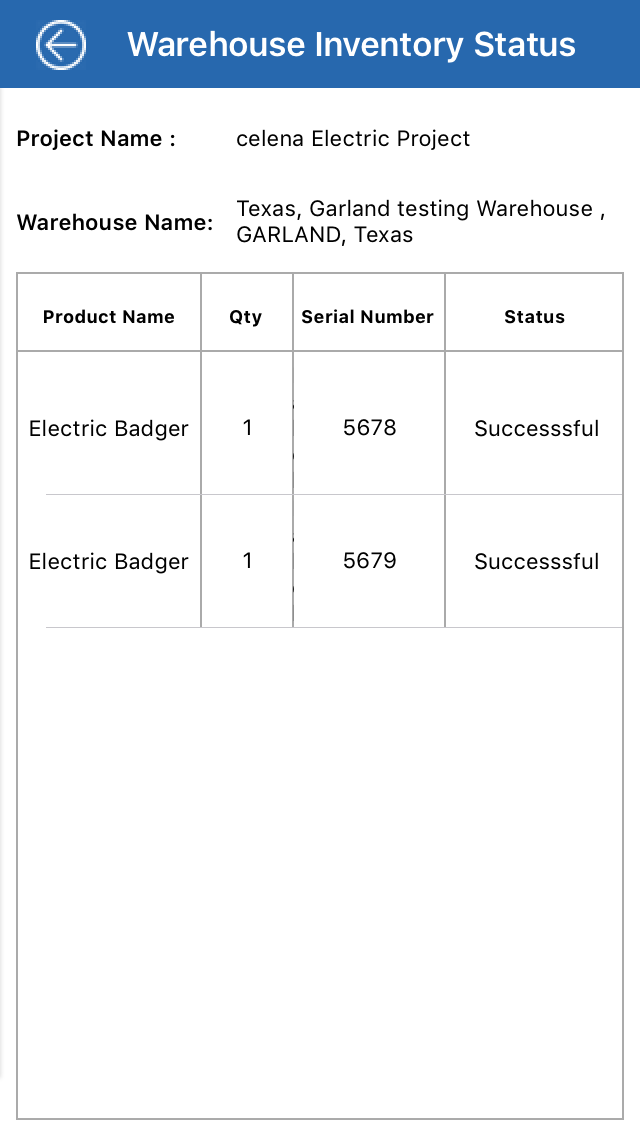 Warehouse Inventory Status
Project Name : celena Electric Project
Warehouse Name: Texas, Garland testing Warehouse ,
GARLAND, Texas
Product Name Qty Serial Number Status
Electric Badger 1 5678 Successsful
Electric Badger 1 5679 Successsful